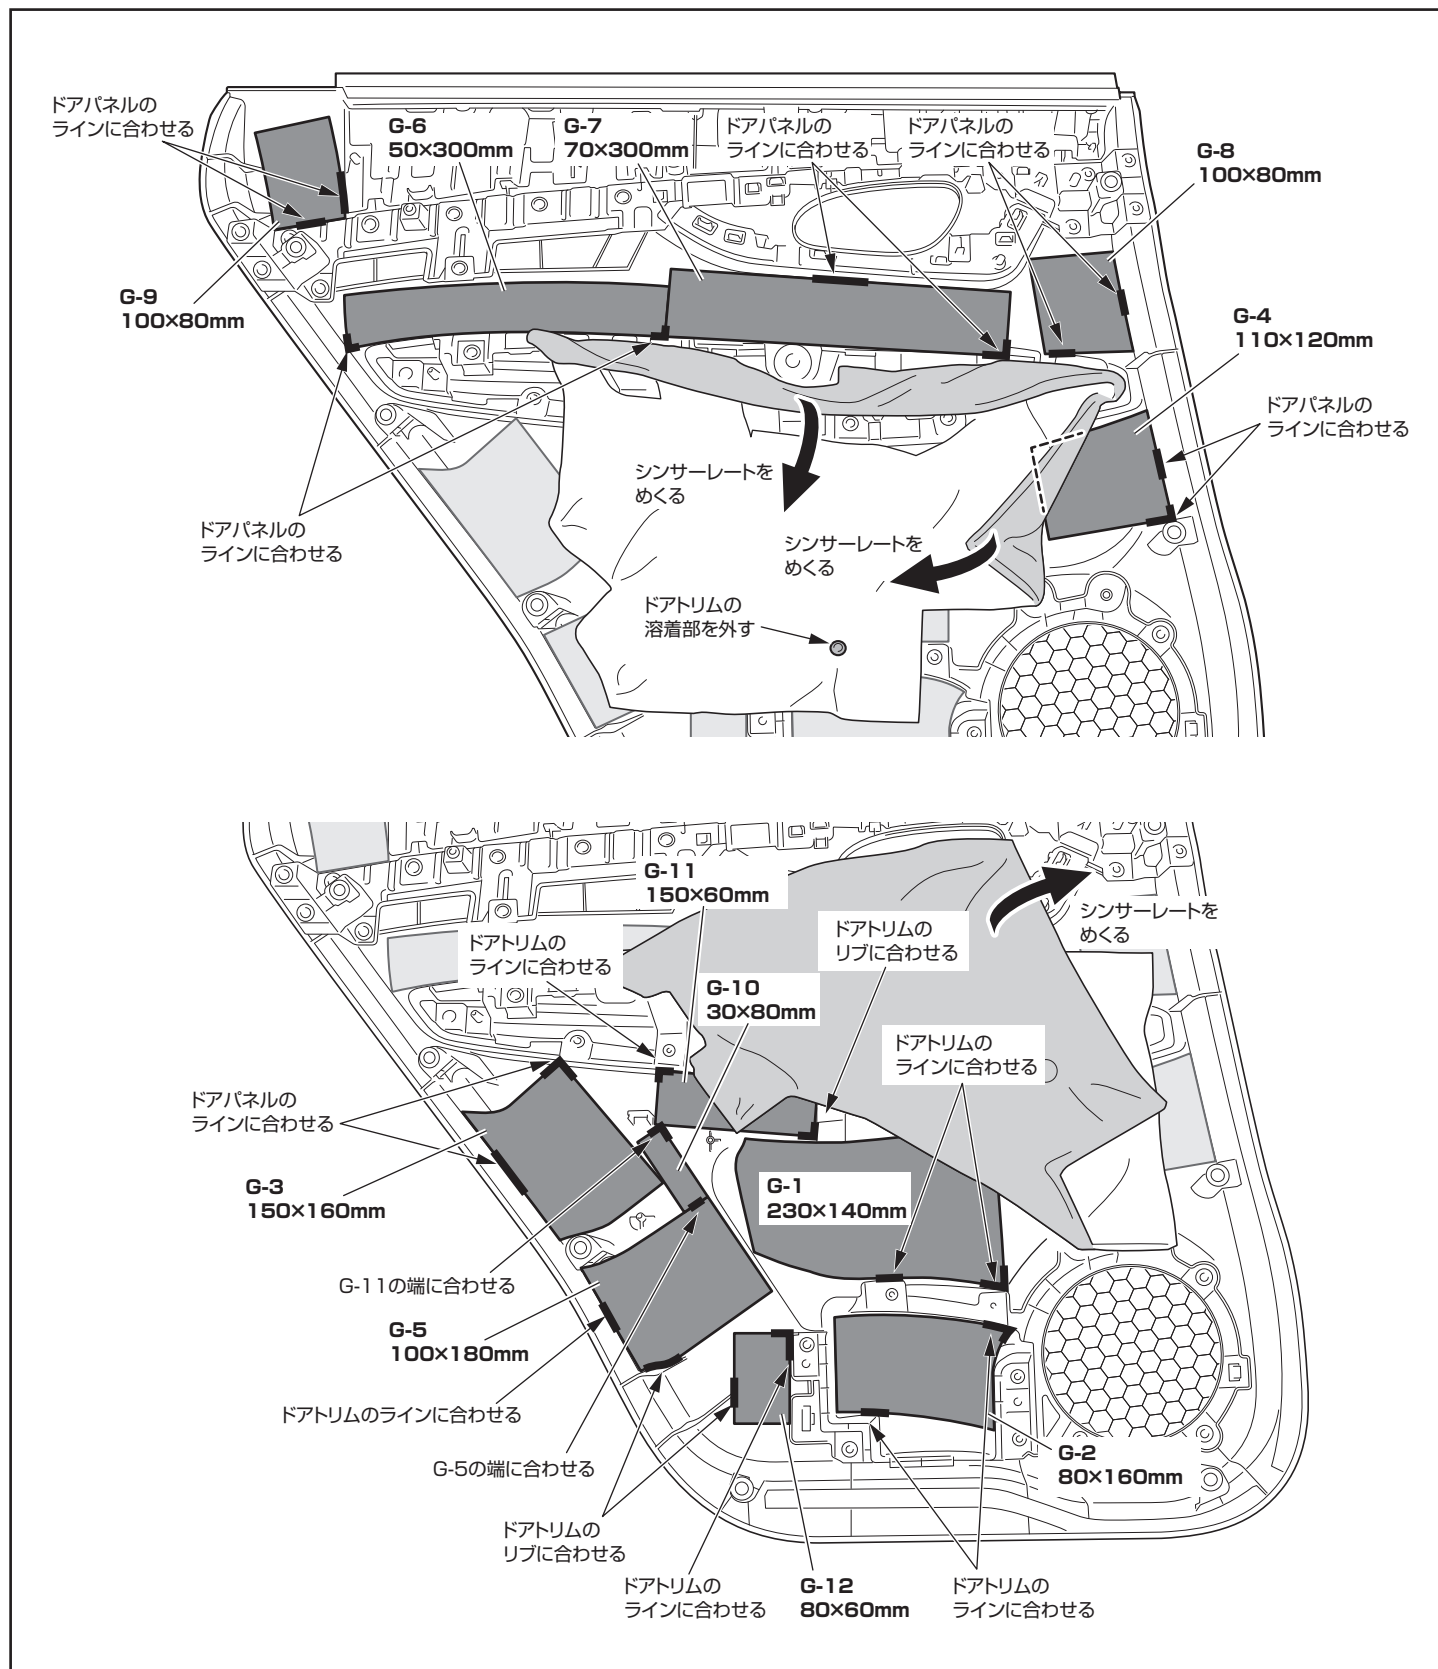 ドアパネルの
ラインに合わせる
G-6
50×300mm
G-7
70×300mm
ドアパネルの
ラインに合わせる
ドアパネルの
ラインに合わせる
G-8
100×80mm
G-9
100×80mm
G-4
110×120mm
ドアパネルの
ラインに合わせる
シンサーレートを
めくる
ドアパネルの
ラインに合わせる
シンサーレートを
めくる
ドアトリムの
溶着部を外す
G-11
150×60mm
シンサーレートを
めくる
ドアトリムの
リブに合わせる
ドアトリムの
ラインに合わせる
G-10
30×80mm
ドアトリムの
ラインに合わせる
ドアパネルの
ラインに合わせる
G-3
150×160mm
G-1
230×140mm
G-11の端に合わせる
G-5
100×180mm
ドアトリムのラインに合わせる
G-5の端に合わせる
G-2
80×160mm
ドアトリムの
リブに合わせる
ドアトリムの
ラインに合わせる
G-12
80×60mm
ドアトリムの
ラインに合わせる